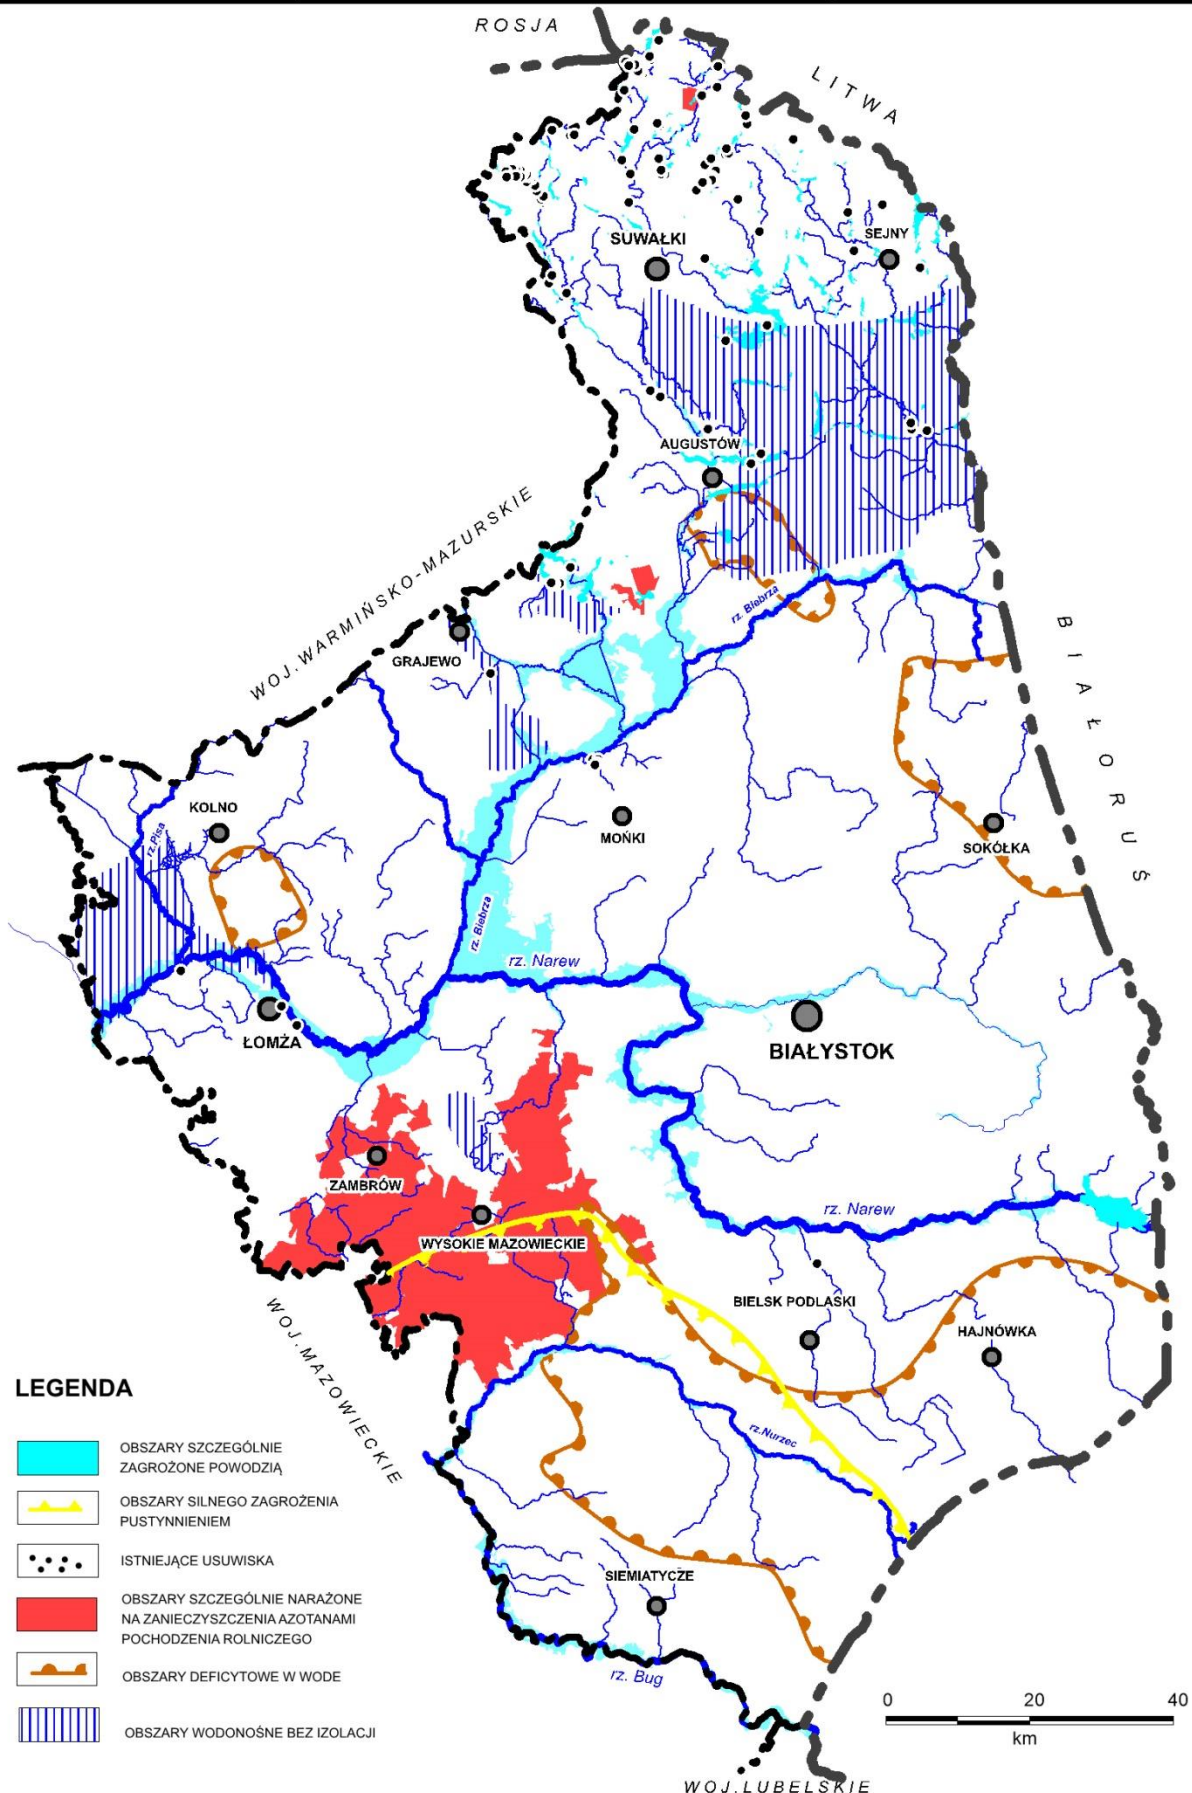 ROSJA
LITWA
SUWAŁKI
SEJNY
AUGUSTÓW
WOJ. WARMIŃSKO-MAZURSKIE
rz. Biebrza
GRAJEWO
BIAŁORUŚ
KOLNO
rz. Pisa
MOŃKI
SOKÓŁKA
rz. Biebrza
rz. Narew
ŁOMŻA
BIAŁYSTOK
ZAMBRÓW
rz. Narew
WYSOKIE MAZOWIECKIE
BIELSK PODLASKI
HAJNÓWKA
WOJ. MAZOWIECKIE
rz.Nurzec
SIEMIATYCZE
rz. Bug
WOJ. LUBELSKIE
LEGENDA
OBSZARY SZCZEGÓLNIE
ZAGROŻONE POWODZIĄ
OBSZARY SILNEGO ZAGROŻENIA
PUSTYNNIENIEM
ISTNIEJĄCE USUWISKA
OBSZARY SZCZEGÓLNIE NARAŻONE
NA ZANIECZYSZCZENIA AZOTANAMI
POCHODZENIA ROLNICZEGO
OBSZARY DEFICYTOWE W WODE
OBSZARY WODONOŚNE BEZ IZOLACJI
0 20 40
km